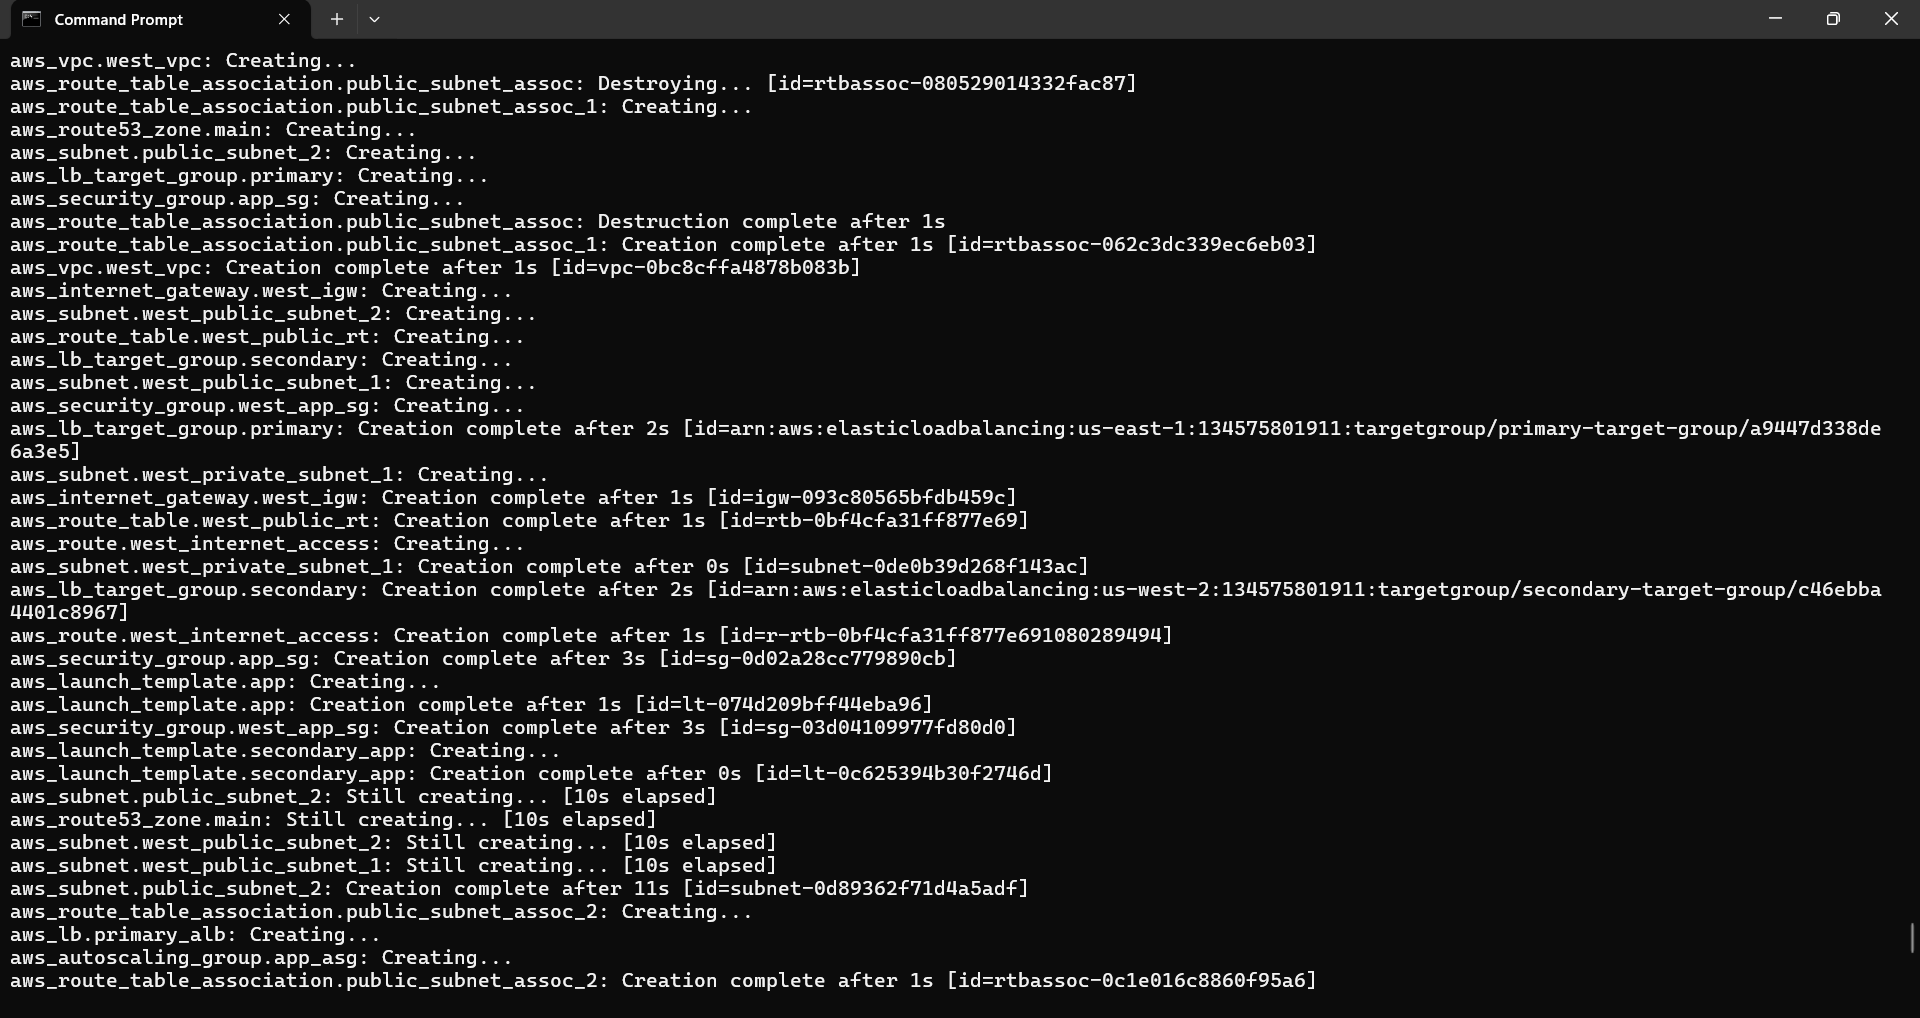 Command Prompt
aws_vpc.west_vpc: Creating...
aws_route_table_association.public_subnet_assoc: Destroying... [id=rtbassoc-080529014332fac87]
aws_route_table_association.public_subnet_assoc_1: Creating...
aws_route53_zone.main: Creating...
aws_subnet.public_subnet_2: Creating...
aws_lb_target_group.primary: Creating...
aws_security_group.app_sg: Creating...
aws_route_table_association.public_subnet_assoc: Destruction complete after 1s
aws_route_table_association.public_subnet_assoc_1: Creation complete after 1s [id=rtbassoc-062c3dc339ec6eb03]
aws_vpc.west_vpc: Creation complete after 1s [id=vpc-0bc8cffa4878b083b]
aws_internet_gateway.west_igw: Creating...
aws_subnet.west_public_subnet_2: Creating...
aws_route_table.west_public_rt: Creating...
aws_lb_target_group.secondary: Creating...
aws_subnet.west_public_subnet_1: Creating...
aws_security_group.west_app_sg: Creating...
aws_lb_target_group.primary: Creation complete after 2s [id=arn:aws:elasticloadbalancing:us-east-1:134575801911:targetgroup/primary-target-group/a9447d338de
6a3e5]
aws_subnet.west_private_subnet_1: Creating...
aws_internet_gateway.west_igw: Creation complete after 1s [id=igw-093c80565bfdb459c]
aws_route_table.west_public_rt: Creation complete after 1s [id=rtb-0bf4cfa31ff877e69]
aws_route.west_internet_access: Creating...
aws_subnet.west_private_subnet_1: Creation complete after 0s [id=subnet-0de0b39d268f143ac]
aws_lb_target_group.secondary: Creation complete after 2s [id=arn:aws:elasticloadbalancing:us-west-2:134575801911:targetgroup/secondary-target-group/c46ebba
4401c8967]
aws_route.west_internet_access: Creation complete after 1s [id=r-rtb-0bf4cfa31ff877e691080289494]
aws_security_group.app_sg: Creation complete after 3s [id=sg-0d02a28cc779890cb]
aws_launch_template.app: Creating...
aws_launch_template.app: Creation complete after 1s [id=lt-074d209bff44eba96]
aws_security_group.west_app_sg: Creation complete after 3s [id=sg-03d04109977fd80d0]
aws_launch_template.secondary_app: Creating...
aws_launch_template.secondary_app: Creation complete after 0s [id=lt-0c625394b30f2746d]
aws_subnet.public_subnet_2: Still creating... [10s elapsed]
aws_route53_zone.main: Still creating... [10s elapsed]
aws_subnet.west_public_subnet_2: Still creating... [10s elapsed]
aws_subnet.west_public_subnet_1: Still creating... [10s elapsed]
aws_subnet.public_subnet_2: Creation complete after 11s [id=subnet-0d89362f71d4a5adf]
aws_route_table_association.public_subnet_assoc_2: Creating...
aws_lb.primary_alb: Creating...
aws_autoscaling_group.app_asg: Creating...
aws_route_table_association.public_subnet_assoc_2: Creation complete after 1s [id=rtbassoc-0c1e016c8860f95a6]